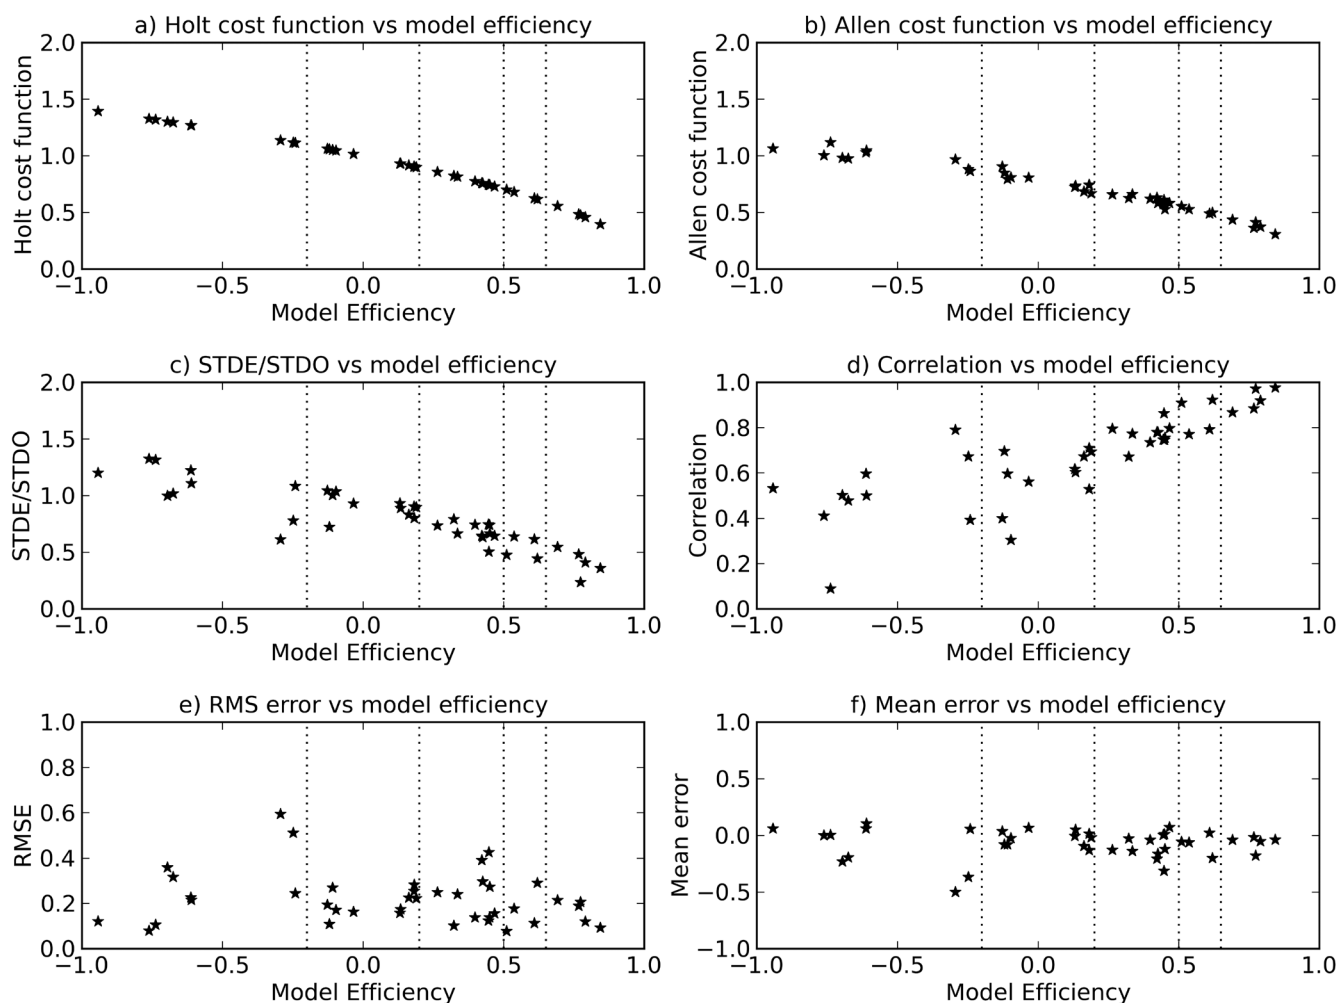 a) Holt cost function vs model efficiency
2.0
1.5
1.0
0.5
0.0
Holt cost function
−1.0 −0.5 0.0 0.5 1.0
Model Efficiency
b) Allen cost function vs model efficiency
2.0
1.5
1.0
0.5
0.0
Allen cost function
−1.0 −0.5 0.0 0.5 1.0
Model Efficiency
c) STDE/STDO vs model efficiency
2.0
1.5
1.0
0.5
0.0
STDE/STDO
−1.0 −0.5 0.0 0.5 1.0
Model Efficiency
d) Correlation vs model efficiency
1.0
0.8
0.6
0.4
0.2
0.0
Correlation
−1.0 −0.5 0.0 0.5 1.0
Model Efficiency
e) RMS error vs model efficiency
1.0
0.8
0.6
0.4
0.2
0.0
RMSE
−1.0 −0.5 0.0 0.5 1.0
Model Efficiency
f) Mean error vs model efficiency
1.0
0.5
0.0
−0.5
−1.0
Mean error
−1.0 −0.5 0.0 0.5 1.0
Model Efficiency